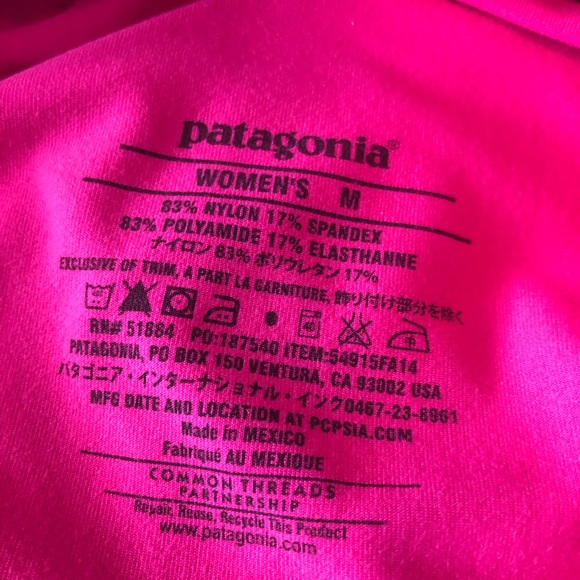 patagonia®
WOMEN'S M
83% NYLON 17% SPANDEX
83% POLYAMIDE 17% ELASTHANNE
ナイロン 83% ポリウレタン 17%
EXCLUSIVE OF TRIM, A PART LA GARNITURE, 飾り付け部分を除く
40
RN# 51884 PO:187540 ITEM:54915FA14
PATAGONIA, PO BOX 150 VENTURA, CA 93002 USA
パタゴニア・インターナショナル・インク0467-23-8961
MFG DATE AND LOCATION AT PCPSIA.COM
Made in MEXICO
Fabriqué AU MEXIQUE
COMMON THREADS
PARTNERSHIP
Repair, Reuse, Recycle This Product
www.patagonia.com